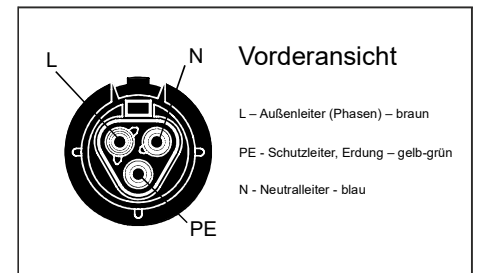 L
N
Vorderansicht
L – Außenleiter (Phasen) – braun
PE - Schutzleiter, Erdung – gelb-grün
N - Neutralleiter - blau
PE